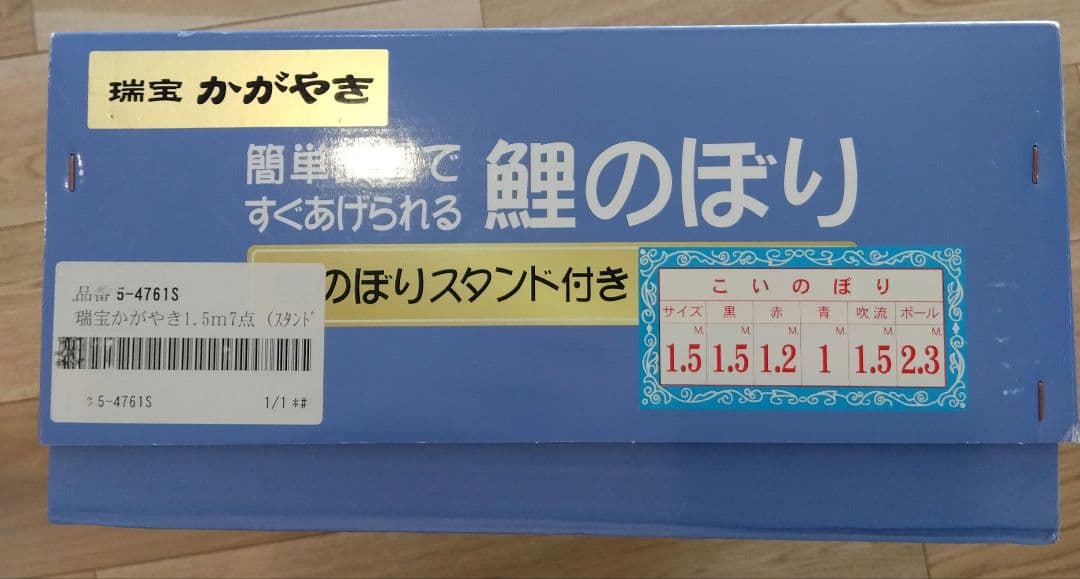 瑞宝 かがやき
簡単 で
すぐあげられる
鯉のぼり
のぼりスタンド付き
品番 5-4761S
瑞宝かがやき1.5m7点 (ｽﾀﾝﾄﾞ
5-4761S 1/1 *#
こいのぼり
サイズ 黒 赤 青 吹流 ポール
M. M. M. M. M. M.
1.5 1.5 1.2 1 1.5 2.3